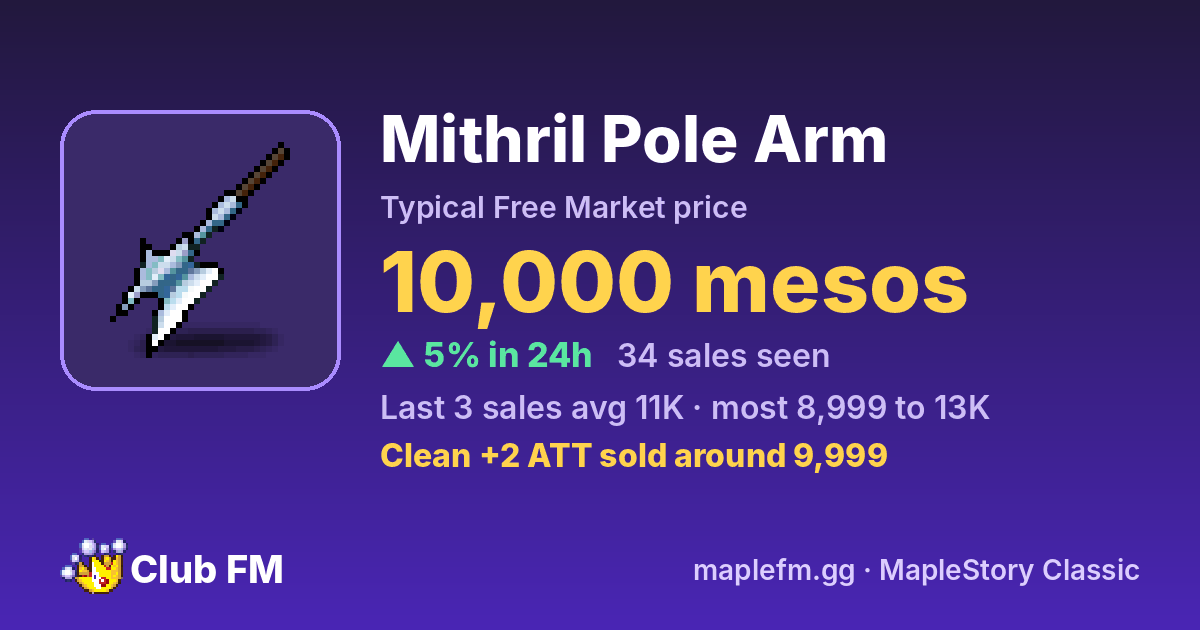 Mithril Pole Arm
Typical Free Market price
10,000 mesos
▲ 5% in 24h 34 sales seen
Last 3 sales avg 11K · most 8,999 to 13K
Clean +2 ATT sold around 9,999
Club FM
maplefm.gg · MapleStory Classic